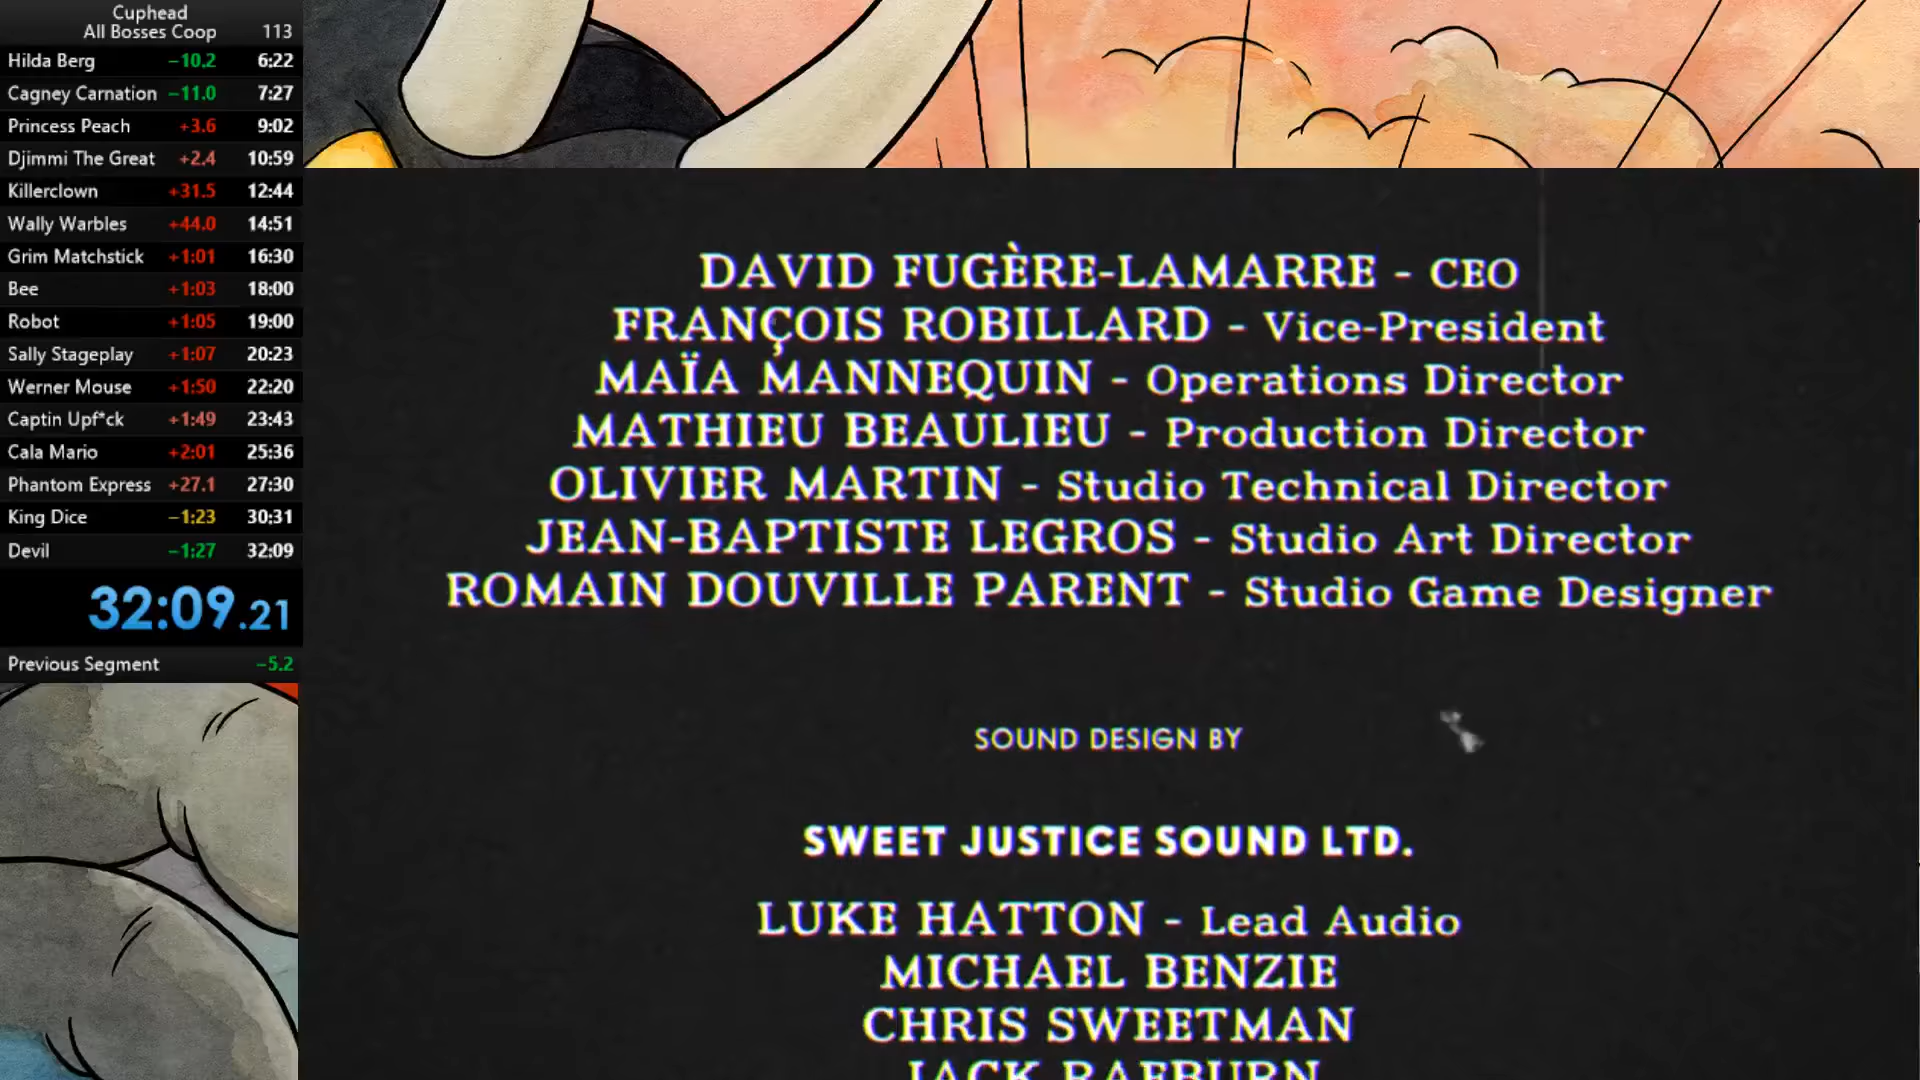 Cuphead
All Bosses Coop 113
Hilda Berg −10.2 6:22
Cagney Carnation −11.0 7:27
Princess Peach +3.6 9:02
Djimmi The Great +2.4 10:59
Killerclown +31.5 12:44
Wally Warbles +44.0 14:51
Grim Matchstick +1:01 16:30
Bee +1:03 18:00
Robot +1:05 19:00
Sally Stageplay +1:07 20:23
Werner Mouse +1:50 22:20
Captin Upf*ck +1:49 23:43
Cala Mario +2:01 25:36
Phantom Express +27.1 27:30
King Dice −1:23 30:31
Devil −1:27 32:09
32:09.21
Previous Segment −5.2
DAVID FUGÈRE-LAMARRE - CEO
FRANÇOIS ROBILLARD - Vice-President
MAÏA MANNEQUIN - Operations Director
MATHIEU BEAULIEU - Production Director
OLIVIER MARTIN - Studio Technical Director
JEAN-BAPTISTE LEGROS - Studio Art Director
ROMAIN DOUVILLE PARENT - Studio Game Designer
SOUND DESIGN BY
SWEET JUSTICE SOUND LTD.
LUKE HATTON - Lead Audio
MICHAEL BENZIE
CHRIS SWEETMAN
JACK RAEBURN